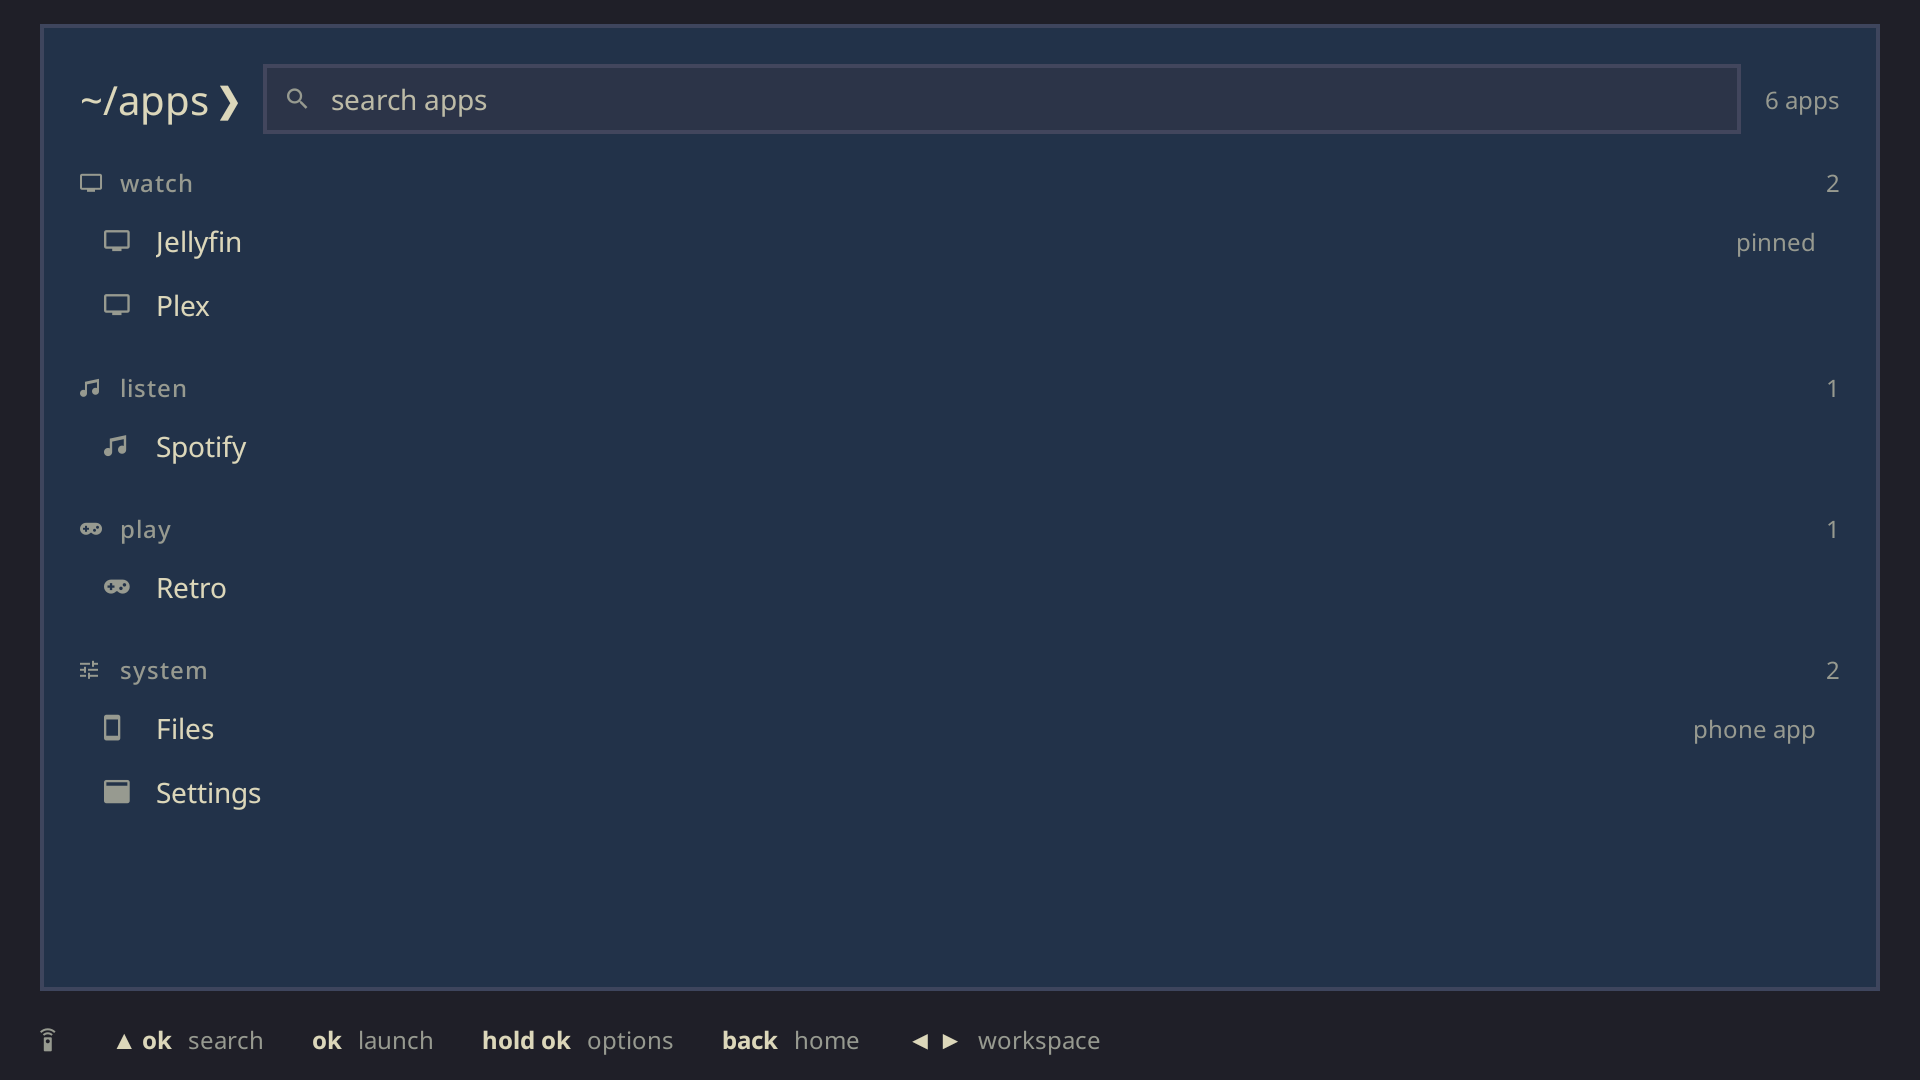 ~/apps ❯ search apps 6 apps
watch 2
Jellyfin pinned
Plex
listen 1
Spotify
play 1
Retro
system 2
Files phone app
Settings
▲ ok search ok launch hold ok options back home ◀ ▶ workspace